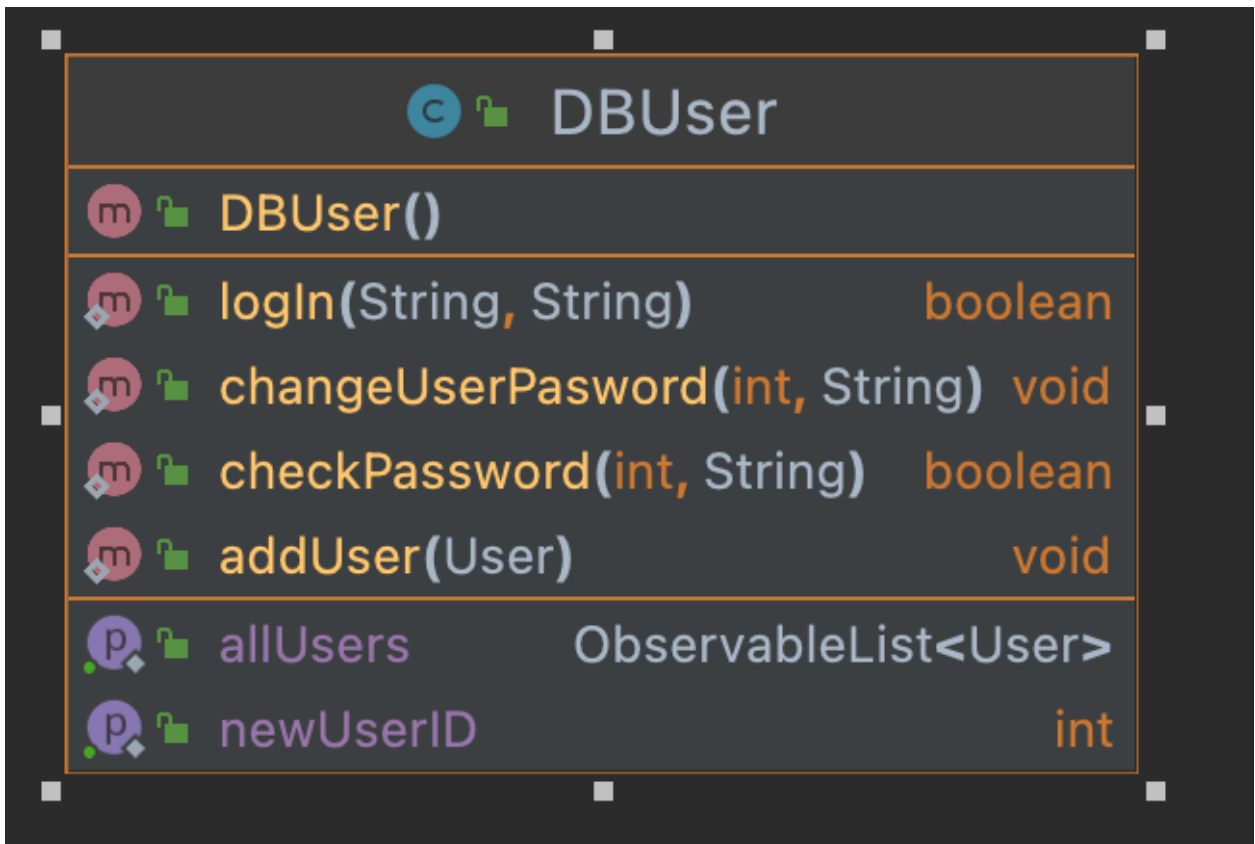 C DBUser
m DBUser()
m logIn(String, String) boolean
m changeUserPasword(int, String) void
m checkPassword(int, String) boolean
m addUser(User) void
p allUsers ObservableList<User>
p newUserID int